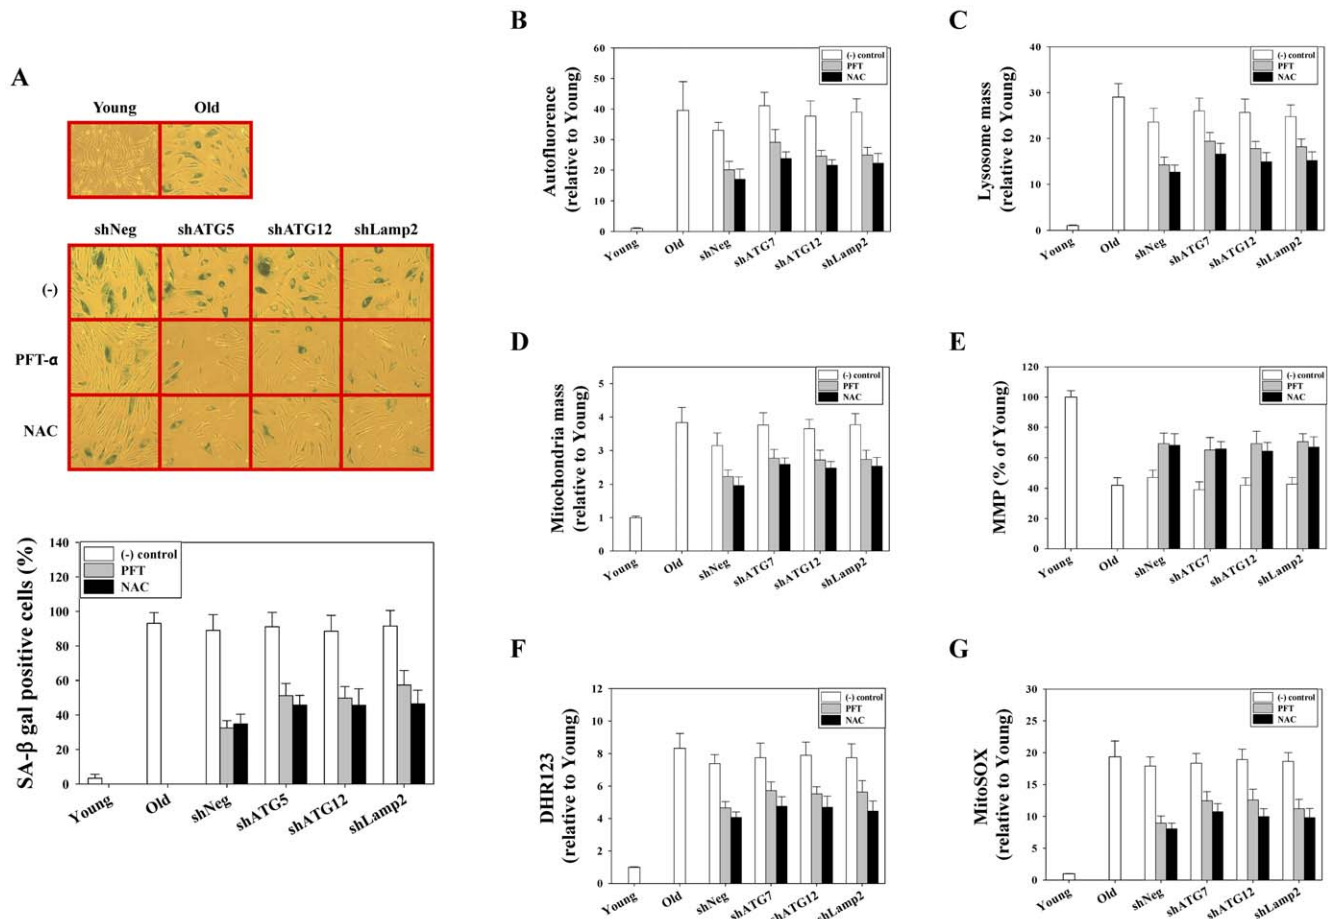 A
Young Old
shNeg shATG5 shATG12 shLamp2
(-)
PFT-α
NAC
SA-β gal positive cells (%)
140
120
100
80
60
40
20
0
(-) control
PFT
NAC
Young Old shNeg shATG5 shATG12 shLamp2
B
Autofluorence
(relative to Young)
60
50
40
30
20
10
0
(-) control
PFT
NAC
Young Old shNeg shATG7 shATG12 shLamp2
C
Lysosome mass
(relative to Young)
40
30
20
10
0
(-) control
PFT
NAC
Young Old shNeg shATG7 shATG12 shLamp2
D
Mitochondria mass
(relative to Young)
5
4
3
2
1
0
(-) control
PFT
NAC
Young Old shNeg shATG7 shATG12 shLamp2
E
MMP (% of Young)
120
100
80
60
40
20
0
(-) control
PFT
NAC
Young Old shNeg shATG7 shATG12 shLamp2
F
DHR123
(relative to Young)
12
10
8
6
4
2
0
(-) control
PFT
NAC
Young Old shNeg shATG7 shATG12 shLamp2
G
MitoSOX
(relative to Young)
30
25
20
15
10
5
0
(-) control
PFT
NAC
Young Old shNeg shATG7 shATG12 shLamp2